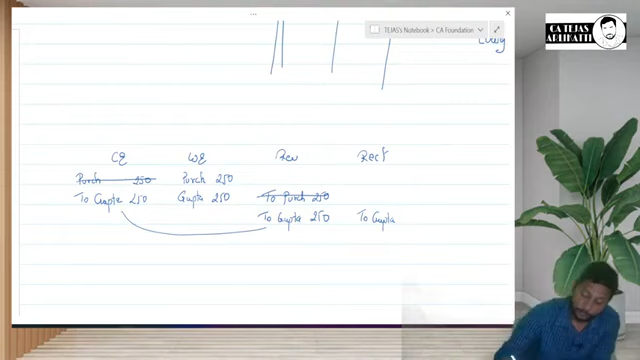 TEJAS's Notebook > CA Foundation
CA TEJAS
ARLIKATTI
CE WE Rev Rect
Purch 250 Purch 250
To Gupta 250 Gupta 250 To Purch 250
To Gupta 250 To Gupta